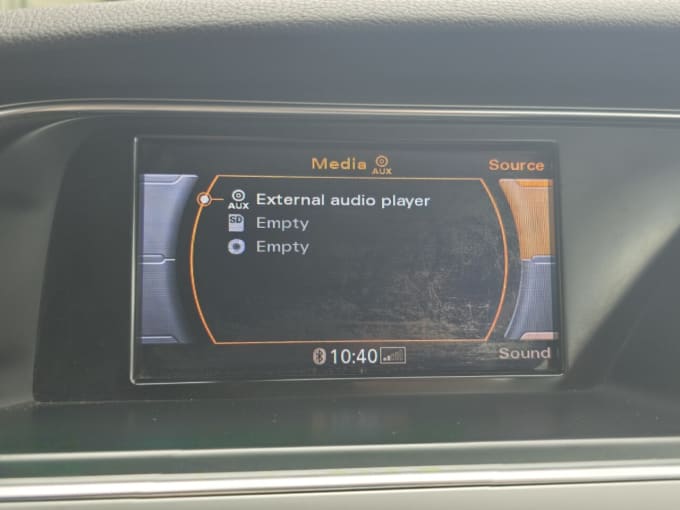 Media AUX
Source
AUX External audio player
SD Empty
Empty
10:40
Sound